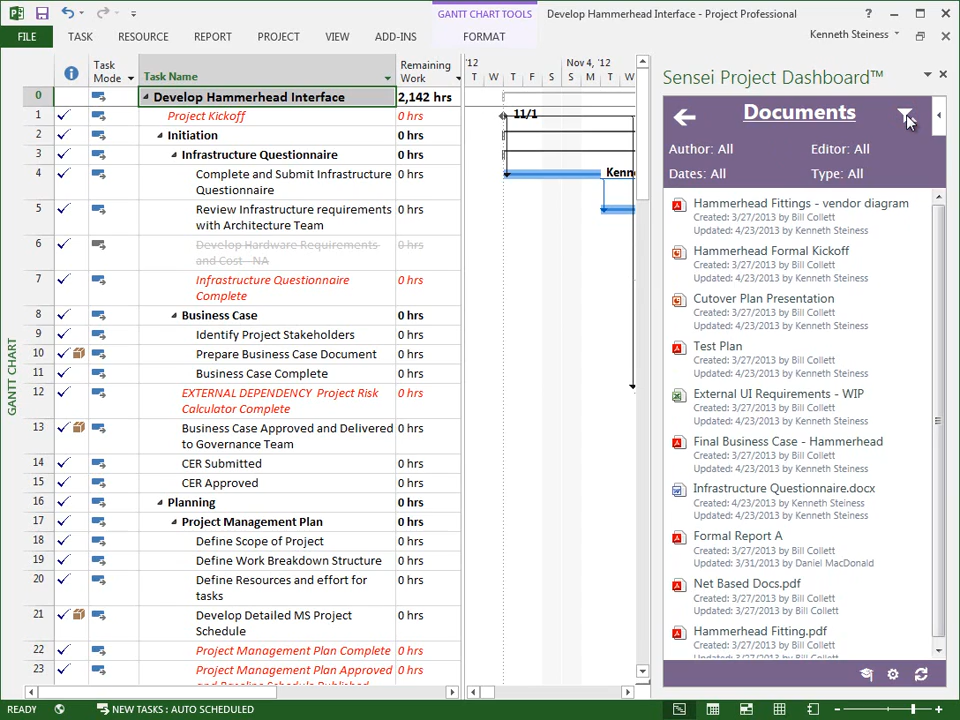 GANTT CHART TOOLS
Develop Hammerhead Interface - Project Professional
FILE
TASK
RESOURCE
REPORT
PROJECT
VIEW
ADD-INS
FORMAT
Kenneth Steiness
Task
Mode
Task Name
Remaining
Work
'12
Nov 4, '12
T W T F S S M T W
0 Develop Hammerhead Interface 2,142 hrs
1 Project Kickoff 0 hrs
11/1
2 Initiation 0 hrs
3 Infrastructure Questionnaire 0 hrs
4 Complete and Submit Infrastructure 0 hrs
Questionnaire
Kenn
5 Review Infrastructure requirements 0 hrs
with Architecture Team
6 Develop Hardware Requirements 0 hrs
and Cost - NA
7 Infrastructure Questionnaire 0 hrs
Complete
8 Business Case 0 hrs
9 Identify Project Stakeholders 0 hrs
10 Prepare Business Case Document 0 hrs
11 Business Case Complete 0 hrs
12 EXTERNAL DEPENDENCY Project Risk 0 hrs
Calculator Complete
13 Business Case Approved and Delivered 0 hrs
to Governance Team
14 CER Submitted 0 hrs
15 CER Approved 0 hrs
16 Planning 0 hrs
17 Project Management Plan 0 hrs
18 Define Scope of Project 0 hrs
19 Define Work Breakdown Structure 0 hrs
20 Define Resources and effort for 0 hrs
tasks
21 Develop Detailed MS Project 0 hrs
Schedule
22 Project Management Plan Complete 0 hrs
23 Project Management Plan Approved 0 hrs
and Baseline Schedule Published
GANTT CHART
Sensei Project Dashboard™
Documents
Author: All
Editor: All
Dates: All
Type: All
Hammerhead Fittings - vendor diagram
Created: 3/27/2013 by Bill Collett
Updated: 4/23/2013 by Kenneth Steiness
Hammerhead Formal Kickoff
Created: 3/27/2013 by Bill Collett
Updated: 4/23/2013 by Kenneth Steiness
Cutover Plan Presentation
Created: 3/27/2013 by Bill Collett
Updated: 4/23/2013 by Kenneth Steiness
Test Plan
Created: 3/27/2013 by Bill Collett
Updated: 4/23/2013 by Kenneth Steiness
External UI Requirements - WIP
Created: 3/27/2013 by Bill Collett
Updated: 4/23/2013 by Kenneth Steiness
Final Business Case - Hammerhead
Created: 3/27/2013 by Bill Collett
Updated: 4/23/2013 by Kenneth Steiness
Infrastructure Questionnaire.docx
Created: 4/23/2013 by Kenneth Steiness
Updated: 4/23/2013 by Kenneth Steiness
Formal Report A
Created: 3/27/2013 by Bill Collett
Updated: 3/31/2013 by Daniel MacDonald
Net Based Docs.pdf
Created: 3/27/2013 by Bill Collett
Updated: 3/27/2013 by Bill Collett
Hammerhead Fitting.pdf
Created: 3/27/2013 by Bill Collett
READY
NEW TASKS : AUTO SCHEDULED